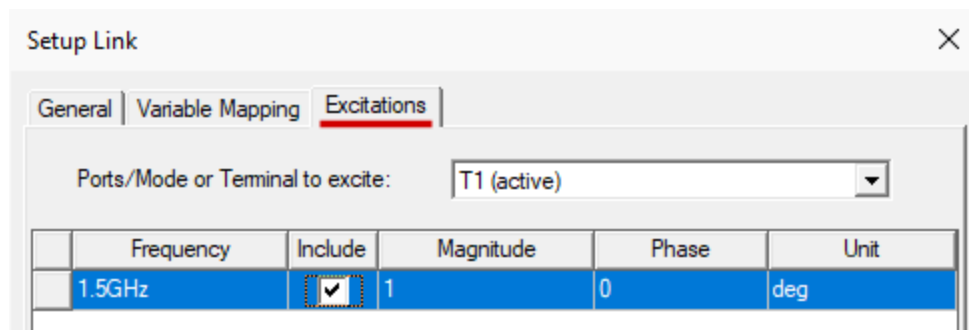 Setup Link
General Variable Mapping Excitations
Ports/Mode or Terminal to excite: T1 (active)
Frequency Include Magnitude Phase Unit
1.5GHz 1 0 deg